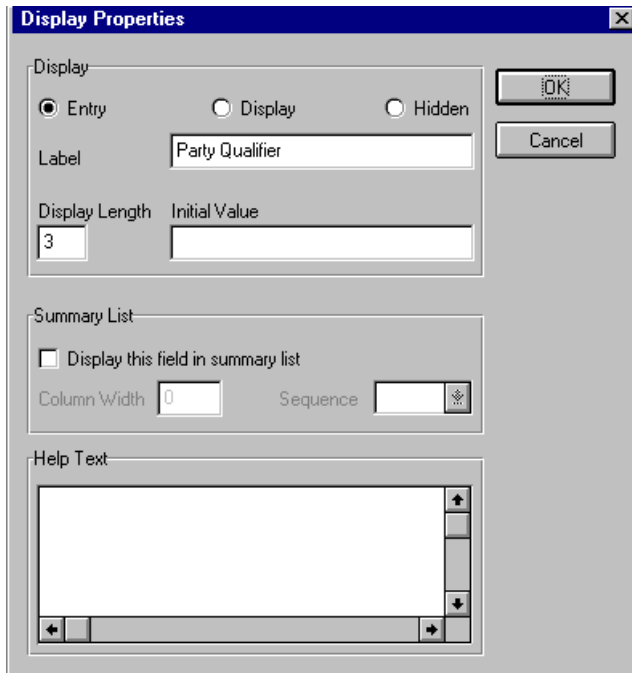 Display Properties
Display
Entry
Display
Hidden
OK
Cancel
Label
Party Qualifier
Display Length
Initial Value
3
Summary List
Display this field in summary list
Column Width
0
Sequence
Help Text